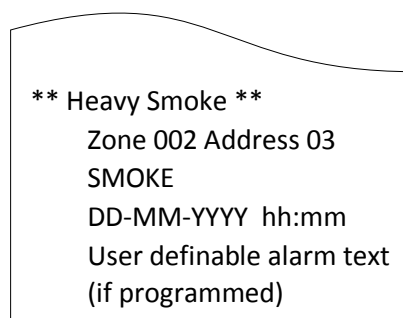 ** Heavy Smoke **
Zone 002 Address 03
SMOKE
DD-MM-YYYY hh:mm
User definable alarm text
(if programmed)